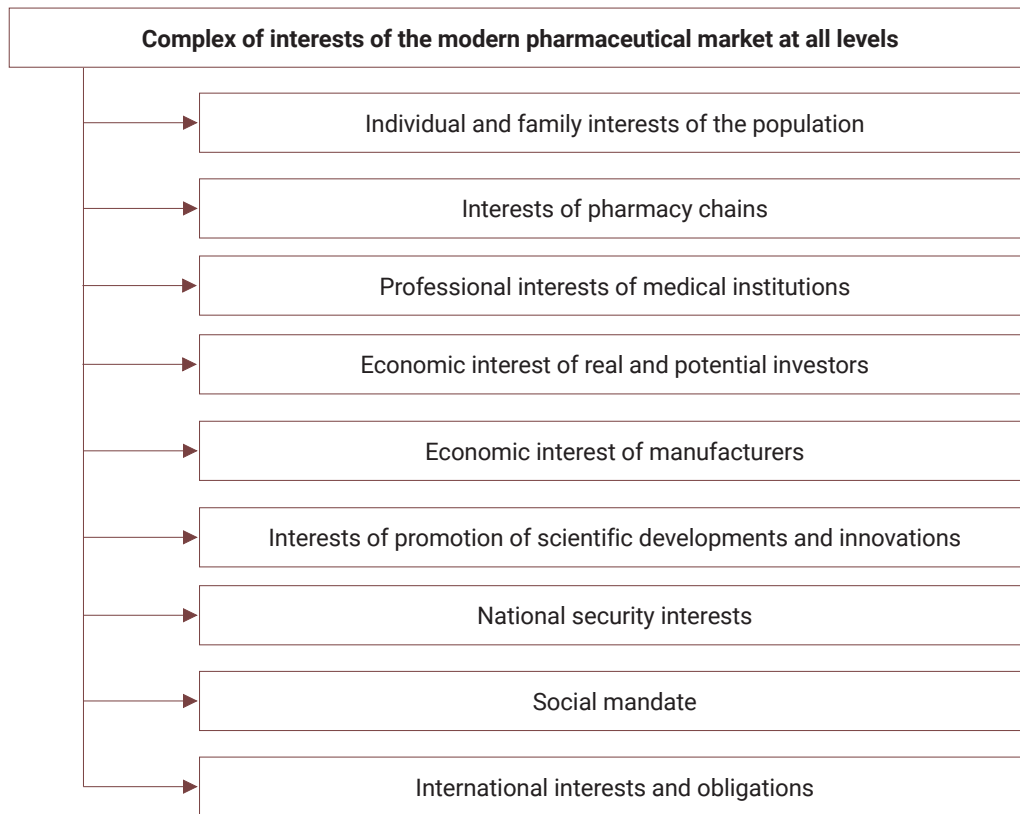 Complex of interests of the modern pharmaceutical market at all levels
Individual and family interests of the population
Interests of pharmacy chains
Professional interests of medical institutions
Economic interest of real and potential investors
Economic interest of manufacturers
Interests of promotion of scientific developments and innovations
National security interests
Social mandate
International interests and obligations